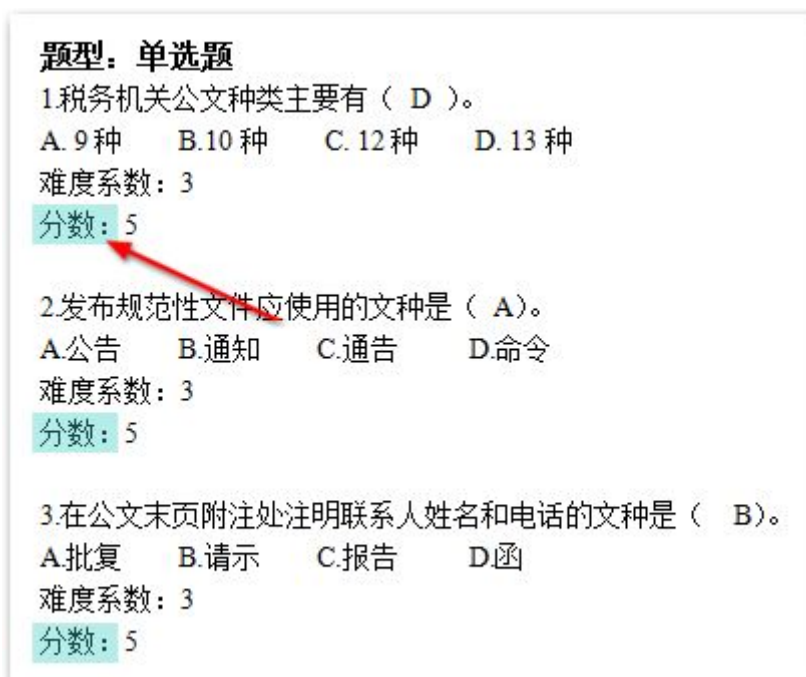 题型：单选题
1.税务机关公文种类主要有（ D ）。
A. 9种 B.10种 C. 12种 D. 13种
难度系数：3
分数：5
2.发布规范性文件应使用的文种是（ A）。
A.公告 B.通知 C.通告 D.命令
难度系数：3
分数：5
3.在公文末页附注处注明联系人姓名和电话的文种是（ B）。
A.批复 B.请示 C.报告 D.函
难度系数：3
分数：5